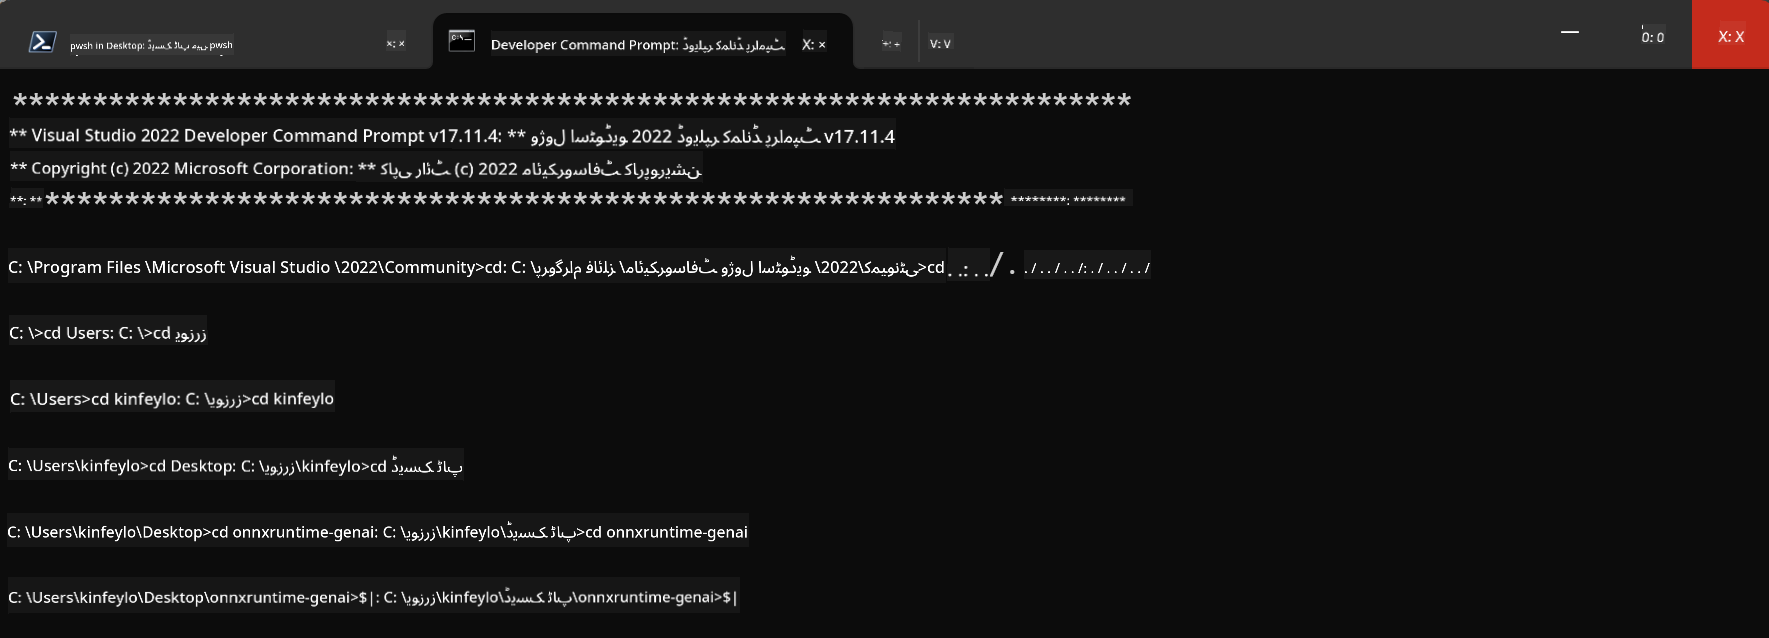 pwsh in Desktop: ڈیسک ٹاپ میں pwsh ×: × Developer Command Prompt: ڈیولپر کمانڈ پرامپٹ X: × +: + V: V — 0: 0 X: X
**********************************************************************
** Visual Studio 2022 Developer Command Prompt v17.11.4: ** وژول اسٹوڈیو 2022 ڈیولپر کمانڈ پرامپٹ v17.11.4
** Copyright (c) 2022 Microsoft Corporation: ** کاپی رائٹ (c) 2022 مائیکروسافٹ کارپوریشن
**: ************************************************************** ********: ********
C: \Program Files \Microsoft Visual Studio \2022\Community>cd: C: \پروگرام فائلز \مائیکروسافٹ وژول اسٹوڈیو \2022\کمیونٹی>cd . .: . ./ . ./../../:./../../
C: \>cd Users: C: \>cd یوزرز
C: \Users>cd kinfeylo: C: \یوزرز>cd kinfeylo
C: \Users\kinfeylo>cd Desktop: C: \یوزرز\kinfeylo>cd ڈیسک ٹاپ
C: \Users\kinfeylo\Desktop>cd onnxruntime-genai: C: \یوزرز\kinfeylo\ڈیسک ٹاپ>cd onnxruntime-genai
C: \Users\kinfeylo\Desktop\onnxruntime-genai>$|: C: \یوزرز\kinfeylo\ڈیسک ٹاپ\onnxruntime-genai>$|